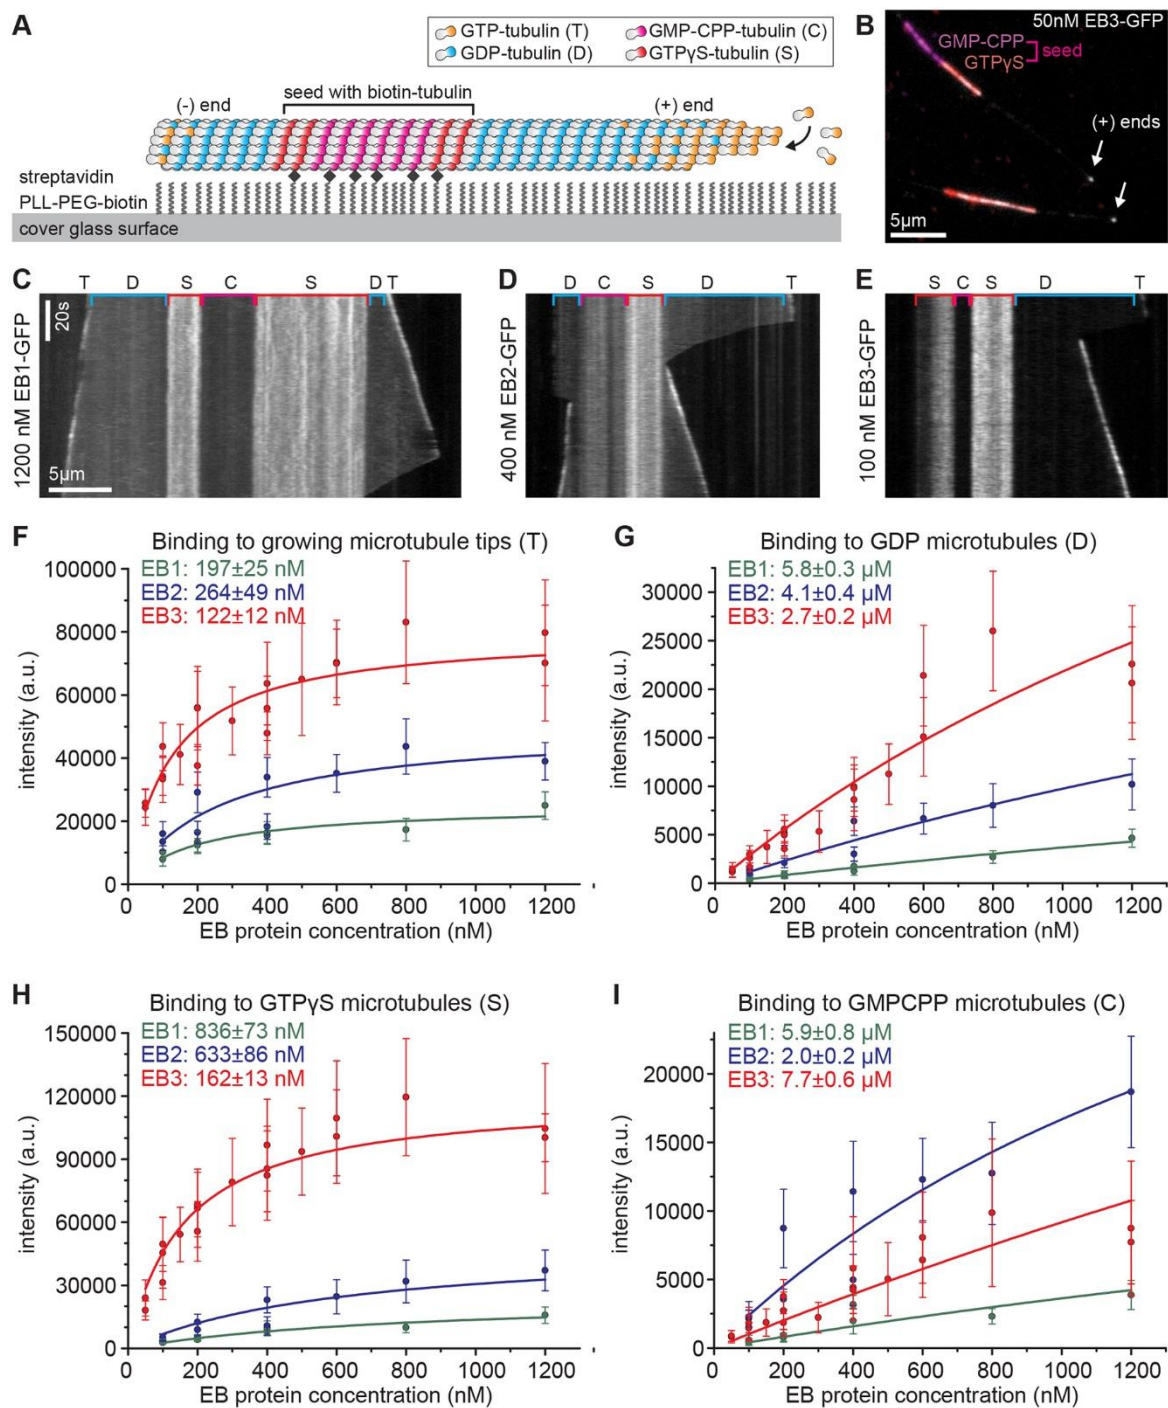 A
GTP-tubulin (T)
GMP-CPP-tubulin (C)
GDP-tubulin (D)
GTPγS-tubulin (S)
seed with biotin-tubulin
(-) end
(+) end
streptavidin
PLL-PEG-biotin
cover glass surface
B
50nM EB3-GFP
GMP-CPP
seed
GTPγS
(+) ends
5μm
C
T D S C S D T
20s
1200 nM EB1-GFP
5μm
D
D C S D T
400 nM EB2-GFP
E
S C S D T
100 nM EB3-GFP
F
Binding to growing microtubule tips (T)
EB1: 197±25 nM
EB2: 264±49 nM
EB3: 122±12 nM
intensity (a.u.)
100000
80000
60000
40000
20000
0
0 200 400 600 800 1000 1200
EB protein concentration (nM)
G
Binding to GDP microtubules (D)
EB1: 5.8±0.3 μM
EB2: 4.1±0.4 μM
EB3: 2.7±0.2 μM
intensity (a.u.)
30000
25000
20000
15000
10000
5000
0
0 200 400 600 800 1000 1200
EB protein concentration (nM)
H
Binding to GTPγS microtubules (S)
EB1: 836±73 nM
EB2: 633±86 nM
EB3: 162±13 nM
intensity (a.u.)
150000
120000
90000
60000
30000
0
0 200 400 600 800 1000 1200
EB protein concentration (nM)
I
Binding to GMPCPP microtubules (C)
EB1: 5.9±0.8 μM
EB2: 2.0±0.2 μM
EB3: 7.7±0.6 μM
intensity (a.u.)
20000
15000
10000
5000
0
0 200 400 600 800 1000 1200
EB protein concentration (nM)